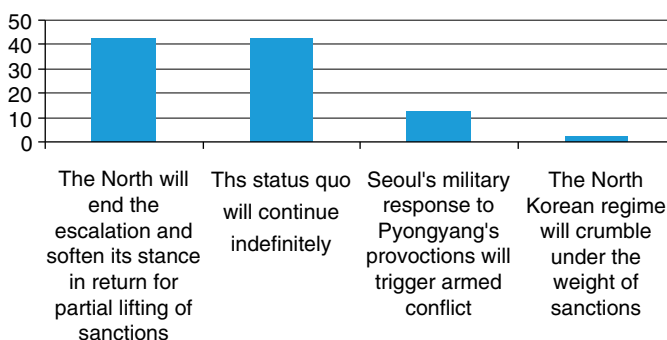 50
40
30
20
10
0
The North will
end the
escalation and
soften its stance
in return for
partial lifting of
sanctions
Ths status quo
will continue
indefinitely
Seoul's military
response to
Pyongyang's
provoctions will
trigger armed
conflict
The North
Korean regime
will crumble
under the
weight of
sanctions